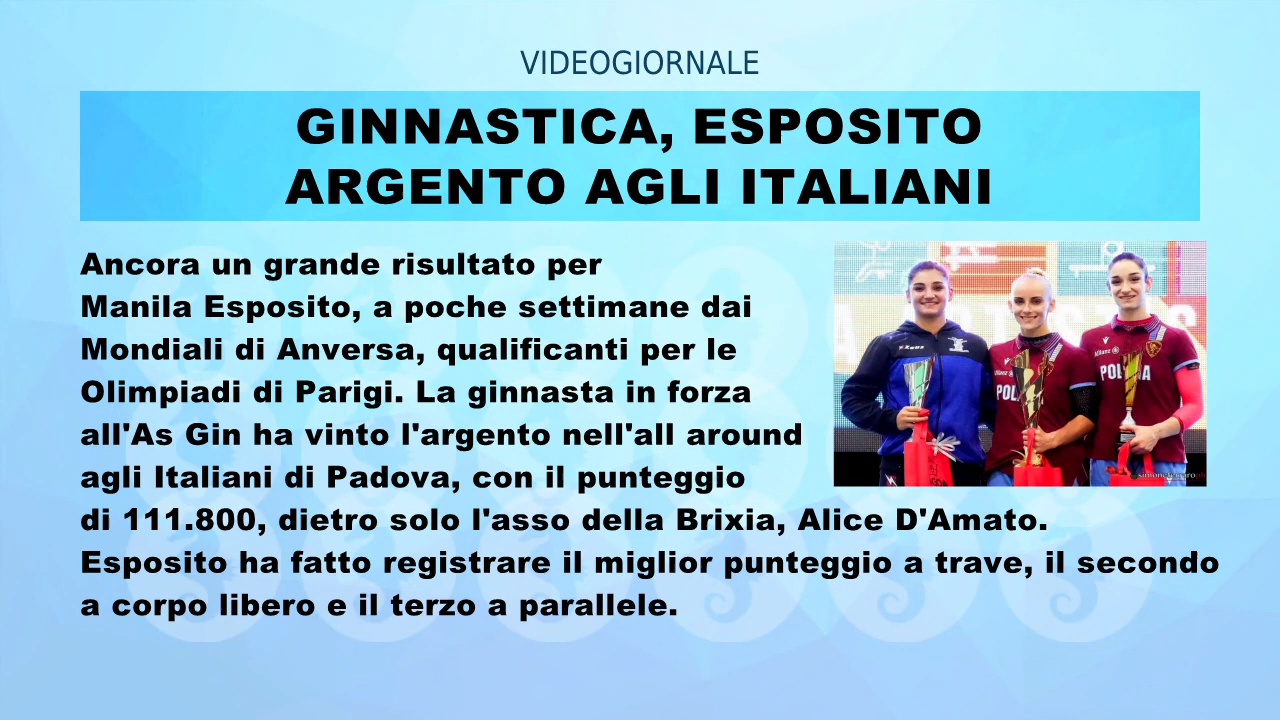 VIDEOGIORNALE
GINNASTICA, ESPOSITO
ARGENTO AGLI ITALIANI
Ancora un grande risultato per
Manila Esposito, a poche settimane dai
Mondiali di Anversa, qualificanti per le
Olimpiadi di Parigi. La ginnasta in forza
all'As Gin ha vinto l'argento nell'all around
agli Italiani di Padova, con il punteggio
di 111.800, dietro solo l'asso della Brixia, Alice D'Amato.
Esposito ha fatto registrare il miglior punteggio a trave, il secondo
a corpo libero e il terzo a parallele.